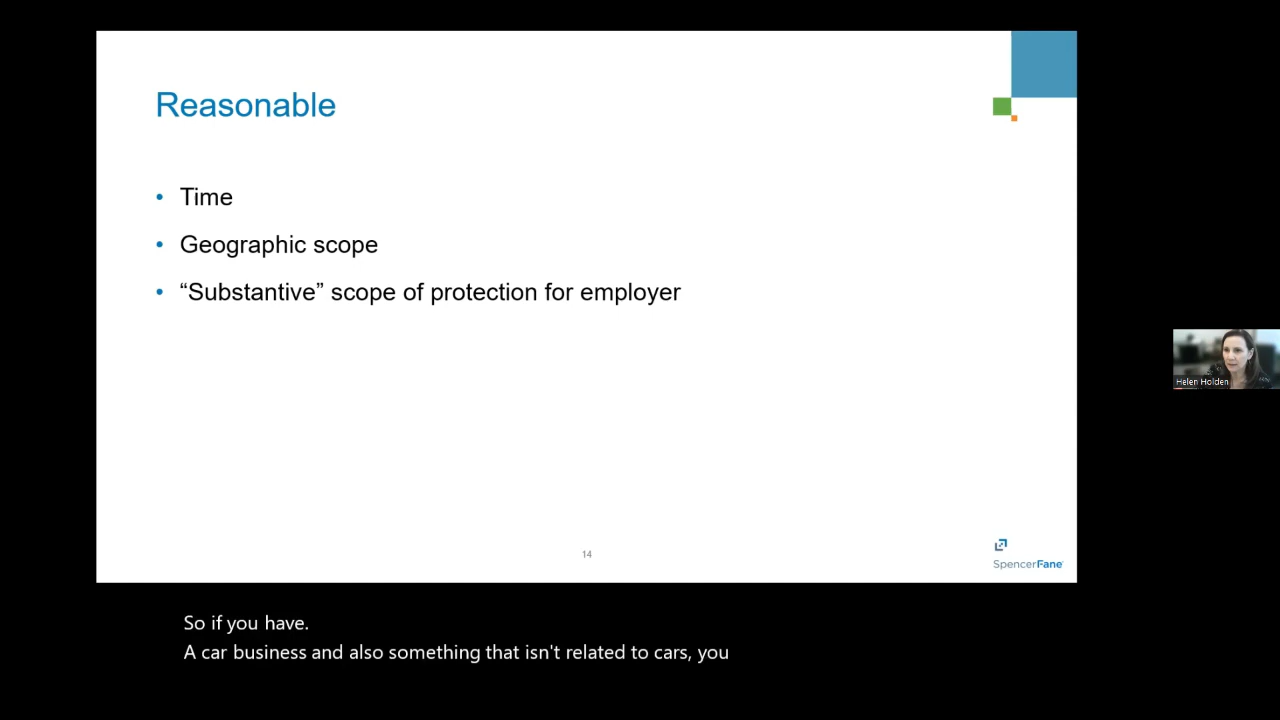 Reasonable
• Time
• Geographic scope
• “Substantive” scope of protection for employer
Helen Holden
14
SpencerFane
So if you have.
A car business and also something that isn't related to cars, you